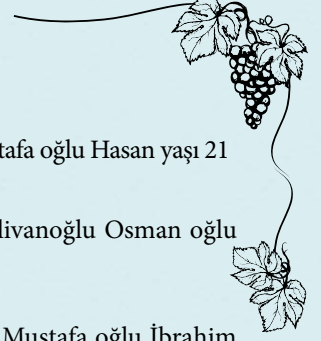 tafa oğlu Hasan yaşı 21
livanoğlu Osman oğlu
Mustafa oğlu İbrahim